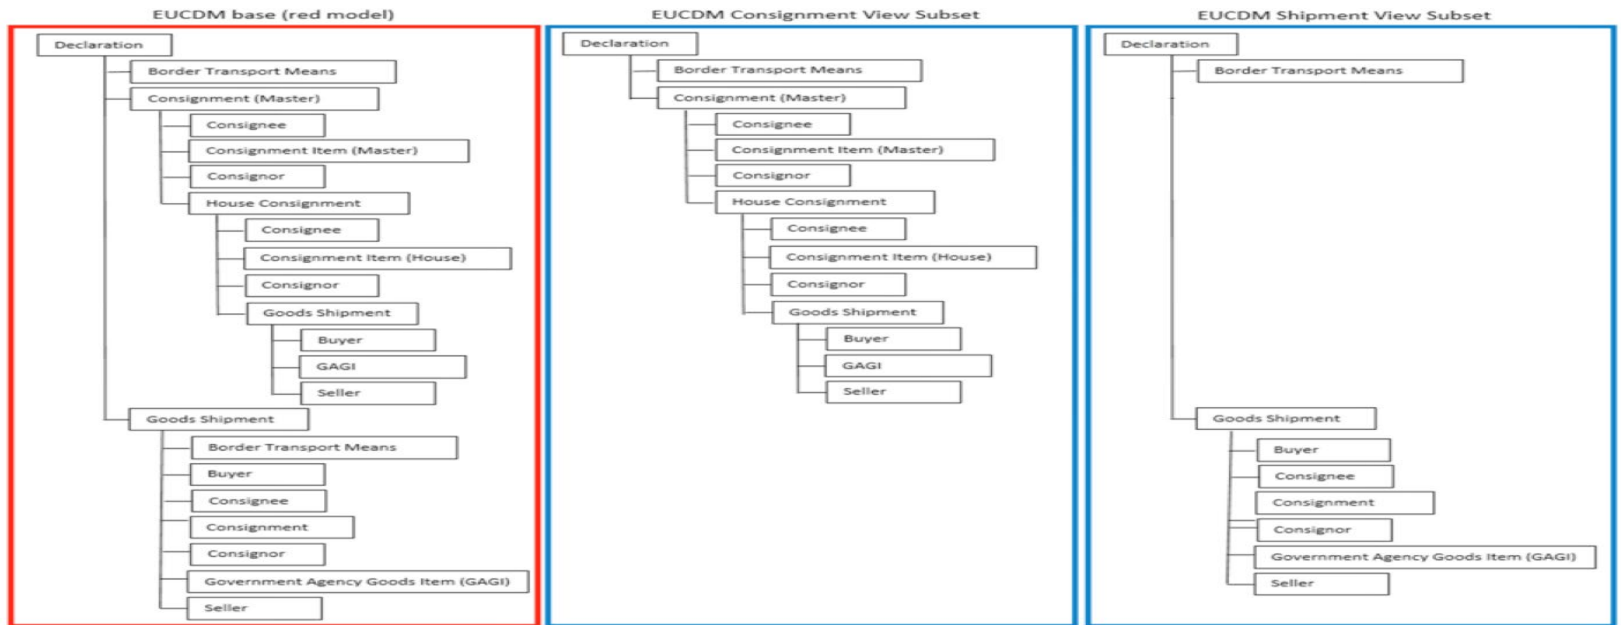 EUCDM base (red model)
Declaration
Border Transport Means
Consignment (Master)
Consignee
Consignment Item (Master)
Consignor
House Consignment
Consignee
Consignment Item (House)
Consignor
Goods Shipment
Buyer
GAGI
Seller
Goods Shipment
Border Transport Means
Buyer
Consignee
Consignment
Consignor
Government Agency Goods Item (GAGI)
Seller
EUCDM Consignment View Subset
Declaration
Border Transport Means
Consignment (Master)
Consignee
Consignment Item (Master)
Consignor
House Consignment
Consignee
Consignment Item (House)
Consignor
Goods Shipment
Buyer
GAGI
Seller
EUCDM Shipment View Subset
Declaration
Border Transport Means
Goods Shipment
Buyer
Consignee
Consignment
Consignor
Government Agency Goods Item (GAGI)
Seller